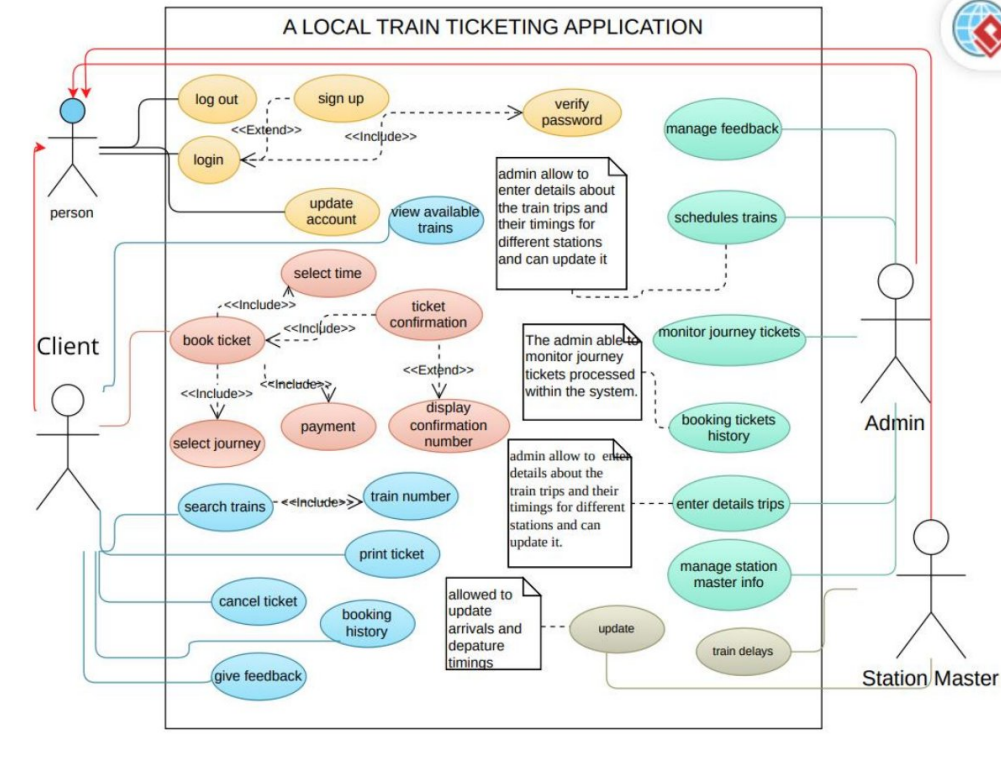 A LOCAL TRAIN TICKETING APPLICATION
log out
sign up
verify
password
manage feedback
<<Extend>>
<<Include>>
login
admin allow to
enter details about
the train trips and
their timings for
different stations
and can update it
person
update
account
view available
trains
schedules trains
select time
<<Include>>
ticket
confirmation
book ticket
<<Include>>
The admin able to
monitor journey
tickets processed
within the system.
monitor journey tickets
Client
<<Extend>>
<<Include>>
<<Include>>
select journey
payment
display
confirmation
number
booking tickets
history
Admin
admin allow to enter
details about the
train trips and their
timings for different
stations and can
update it.
search trains
<<Include>>
train number
enter details trips
print ticket
manage station
master info
cancel ticket
booking
history
allowed to
update
arrivals and
depature
timings
update
train delays
give feedback
Station Master